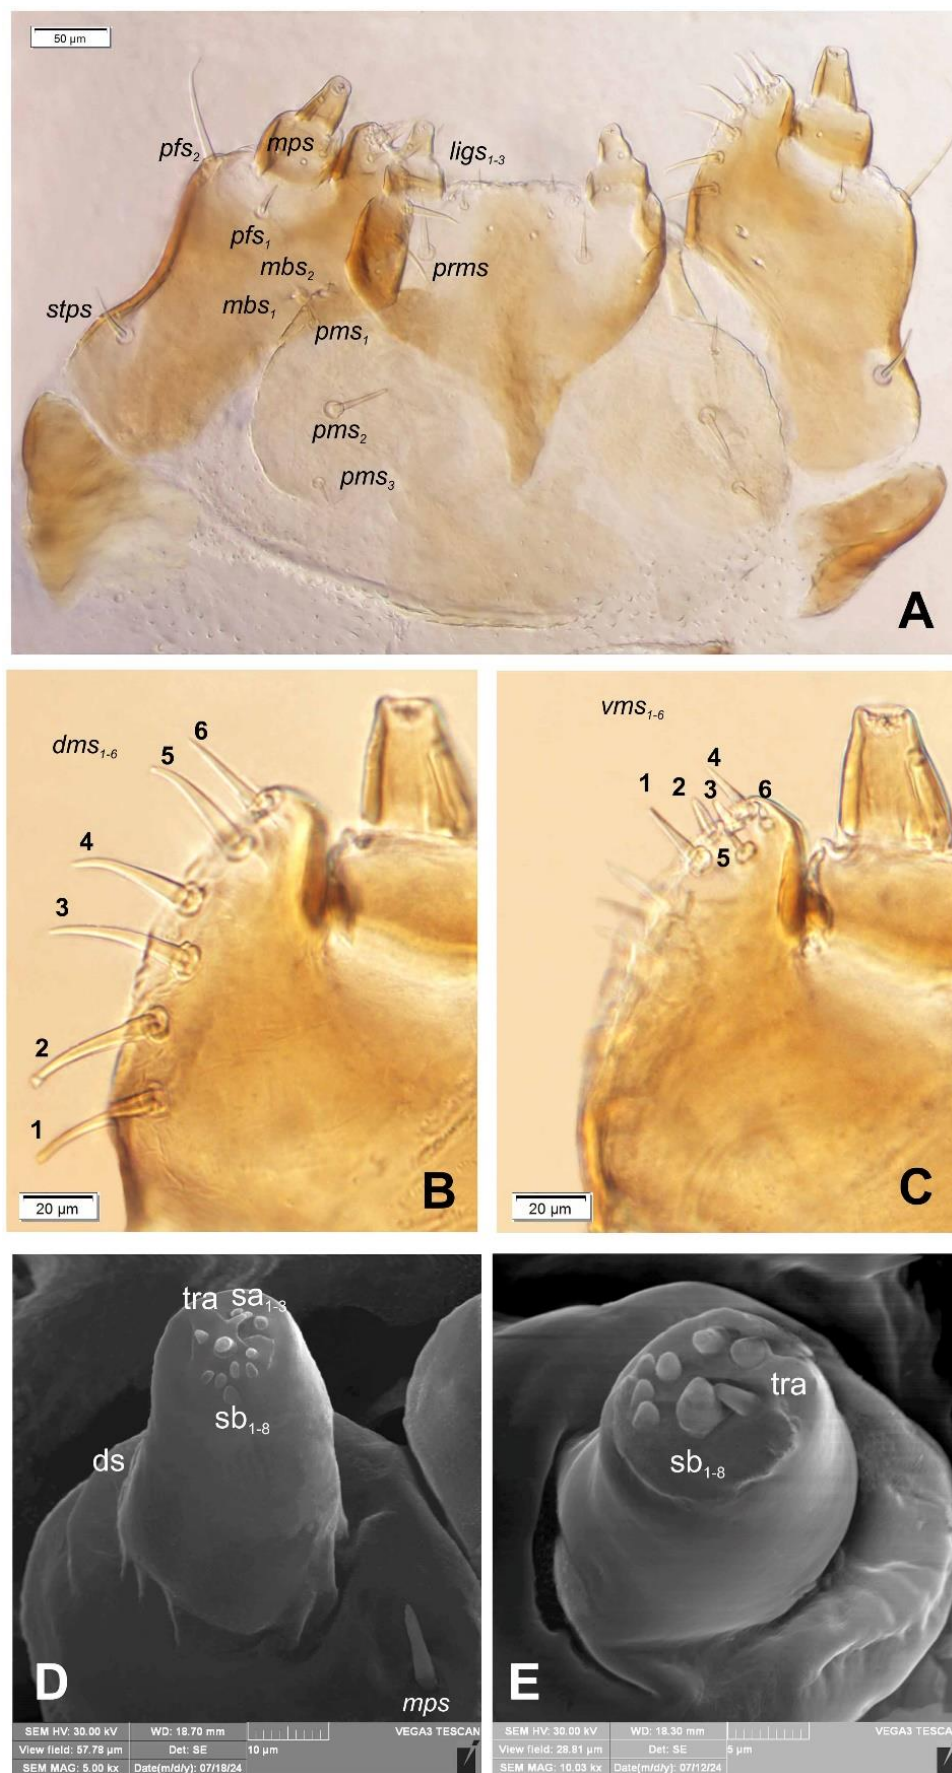 50 µm
pfs2
mps
ligs1-3
pfs1
mbs2
prms
stps
mbs1
pms1
pms2
pms3
A
dms1-6
6
5
4
3
2
1
20 µm
B
vms1-6
4
1
2
3
6
5
20 µm
C
tra
sa1-3
sb1-8
ds
mps
D
SEM HV: 30.00 kV
WD: 18.70 mm
VEGA3 TESCAN
View field: 57.78 µm
Det: SE
10 µm
SEM MAG: 5.00 kx
Date(m/d/y): 07/18/24
tra
sb1-8
E
SEM HV: 30.00 kV
WD: 18.30 mm
VEGA3 TESCA
View field: 28.81 µm
Det: SE
5 µm
SEM MAG: 10.03 kx
Date(m/d/y): 07/12/24